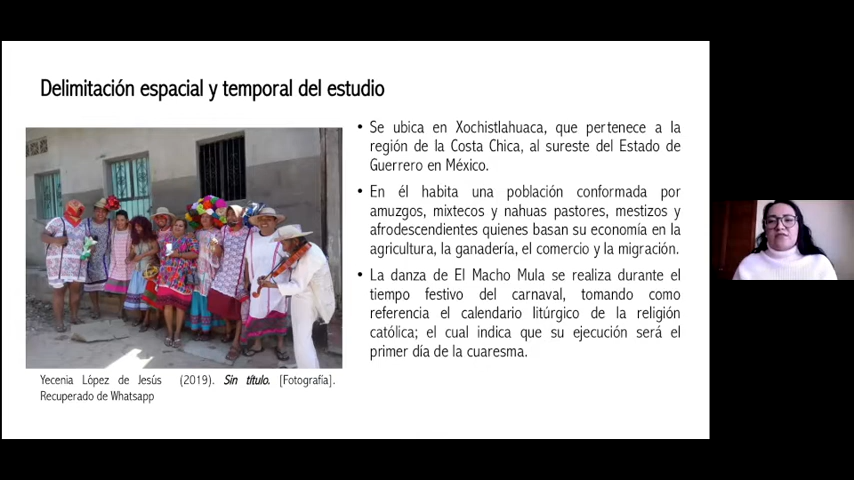 Delimitación espacial y temporal del estudio
• Se ubica en Xochistlahuaca, que pertenece a la
región de la Costa Chica, al sureste del Estado de
Guerrero en México.
• En él habita una población conformada por
amuzgos, mixtecos y nahuas pastores, mestizos y
afrodescendientes quienes basan su economía en la
agricultura, la ganadería, el comercio y la migración.
• La danza de El Macho Mula se realiza durante el
tiempo festivo del carnaval, tomando como
referencia el calendario litúrgico de la religión
católica; el cual indica que su ejecución será el
primer día de la cuaresma.
Yecenia López de Jesús (2019). Sin título. [Fotografía].
Recuperado de Whatsapp